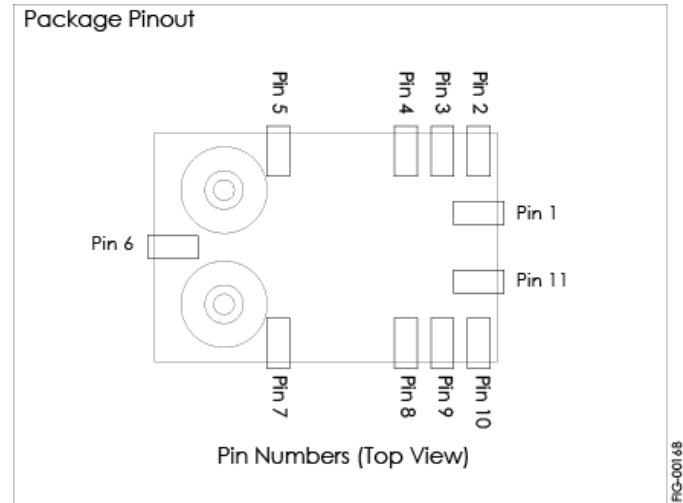 Package Pinout
Pin 5
Pin 4
Pin 3
Pin 2
Pin 1
Pin 6
Pin 11
Pin 7
Pin 8
Pin 9
Pin 10
Pin Numbers (Top View)
FIG-0016B